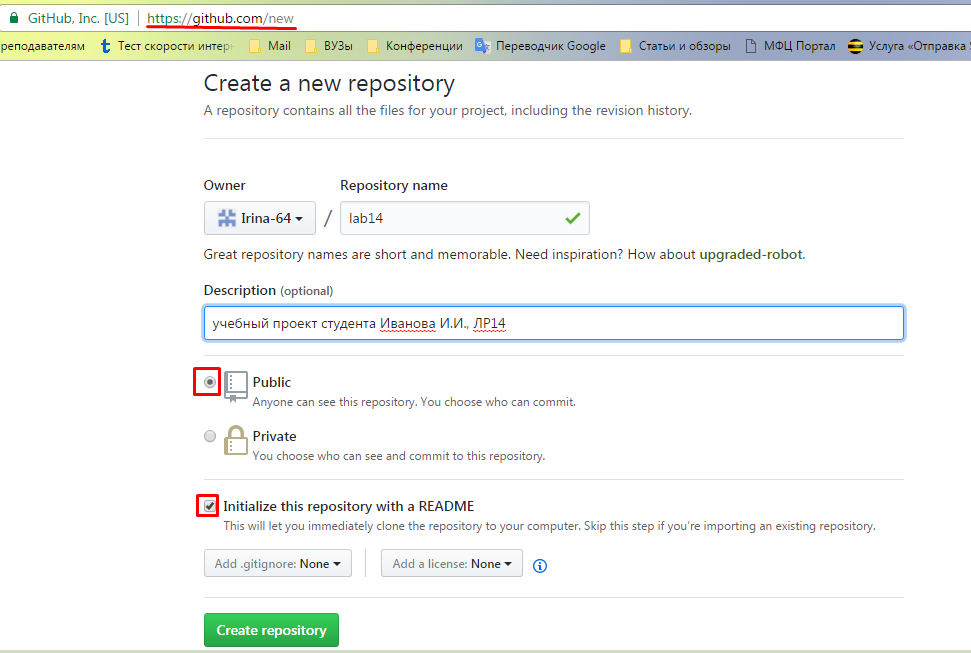 GitHub, Inc. [US] https://github.com/new
реподавателям Тест скорости интерн Mail ВУЗы Конференции Переводчик Google Статьи и обзоры МФЦ Портал Услуга «Отправка
Create a new repository
A repository contains all the files for your project, including the revision history.
Owner Repository name
Irina-64 / lab14
Great repository names are short and memorable. Need inspiration? How about upgraded-robot.
Description (optional)
учебный проект студента Иванова И.И., ЛР14
Public
Anyone can see this repository. You choose who can commit.
Private
You choose who can see and commit to this repository.
Initialize this repository with a README
This will let you immediately clone the repository to your computer. Skip this step if you’re importing an existing repository.
Add .gitignore: None Add a license: None
Create repository